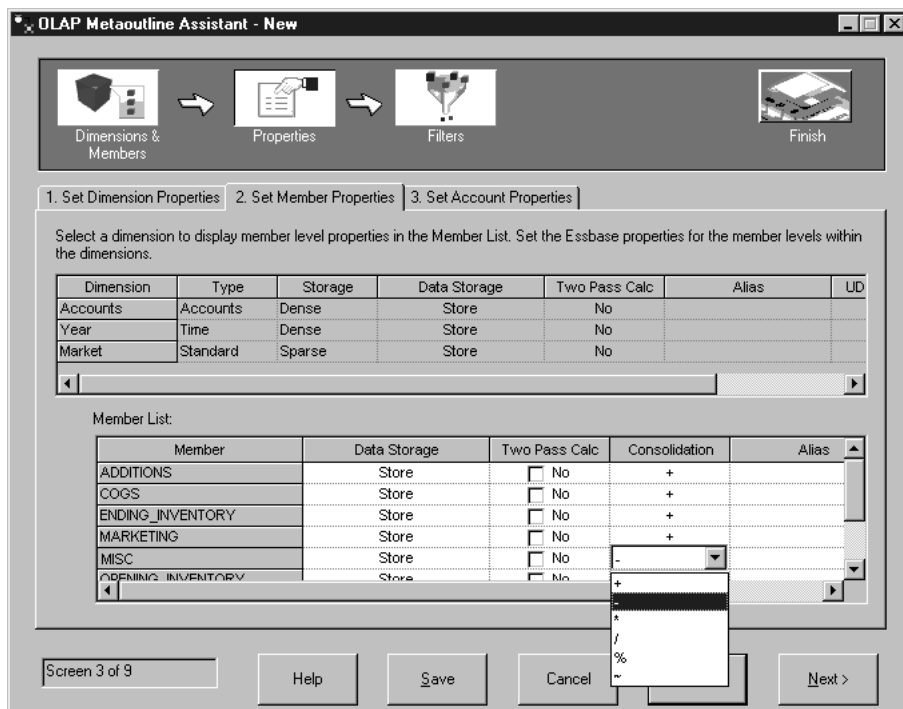 OLAP Metaoutline Assistant - New
Dimensions & Members
Properties
Filters
Finish
1. Set Dimension Properties 2. Set Member Properties 3. Set Account Properties
Select a dimension to display member level properties in the Member List. Set the Essbase properties for the member levels within
the dimensions.
Dimension Type Storage Data Storage Two Pass Calc Alias UD
Accounts Accounts Dense Store No
Year Time Dense Store No
Market Standard Sparse Store No
Member List:
Member Data Storage Two Pass Calc Consolidation Alias
ADDITIONS Store No +
COGS Store No +
ENDING_INVENTORY Store No +
MARKETING Store No +
MISC Store No -
OPENING_INVENTORY Store No
+
-
*
/
%
~
Screen 3 of 9
Help Save Cancel Next >